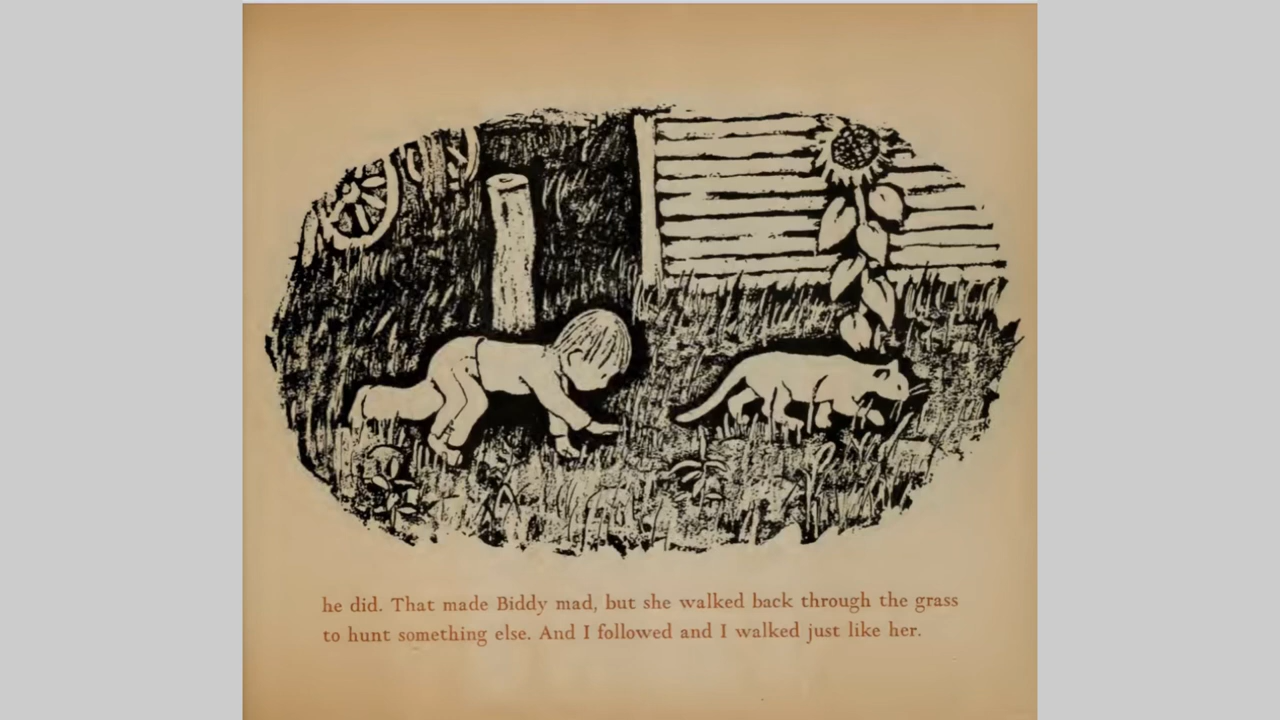 he did. That made Biddy mad, but she walked back through the grass
to hunt something else. And I followed and I walked just like her.